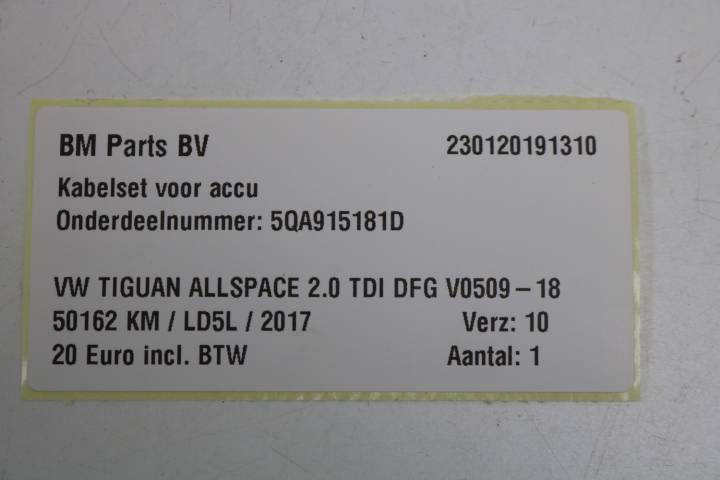 BM Parts BV 230120191310
Kabelset voor accu
Onderdeelnummer: 5QA915181D
VW TIGUAN ALLSPACE 2.0 TDI DFG V0509-18
50162 KM / LD5L / 2017 Verz: 10
20 Euro incl. BTW Aantal: 1